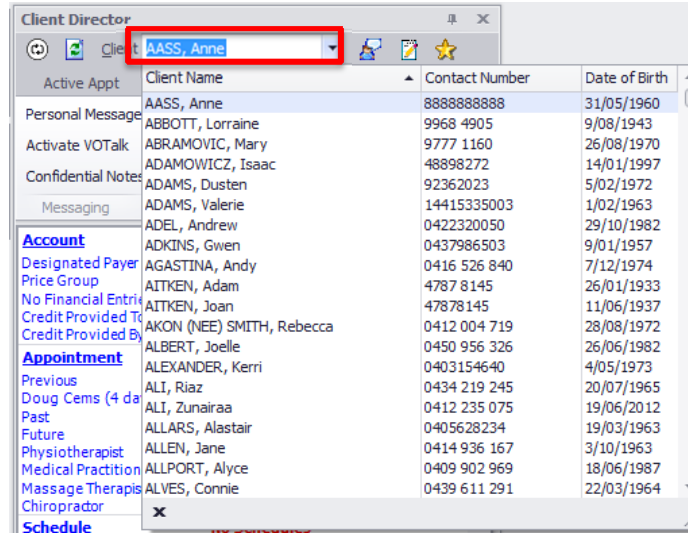 Client Director
Client AASS, Anne
Active Appt
Personal Message
Activate VOTalk
Confidential Notes
Messaging
Account
Designated Payer
Price Group
No Financial Entrie
Credit Provided To
Credit Provided By
Appointment
Previous
Doug Cems (4 da
Past
Future
Physiotherapist
Medical Practition
Massage Therapis
Chiropractor
Schedule
Client Name Contact Number Date of Birth
AASS, Anne 8888888888 31/05/1960
ABBOTT, Lorraine 9968 4905 9/08/1943
ABRAMOVIC, Mary 9777 1160 26/08/1970
ADAMOWICZ, Isaac 48898272 14/01/1997
ADAMS, Dusten 92362023 5/02/1972
ADAMS, Valerie 14415335003 1/02/1963
ADEL, Andrew 0422320050 29/10/1982
ADKINS, Gwen 0437986503 9/01/1957
AGASTINA, Andy 0416 526 840 7/12/1974
AITKEN, Adam 4787 8145 26/01/1933
AITKEN, Joan 47878145 11/06/1937
AKON (NEE) SMITH, Rebecca 0412 004 719 28/08/1972
ALBERT, Joelle 0450 956 326 26/06/1982
ALEXANDER, Kerri 0403154640 4/05/1973
ALI, Riaz 0434 219 245 20/07/1965
ALI, Zunairaa 0412 235 075 19/06/2012
ALLARS, Alastair 0405628234 19/03/1963
ALLEN, Jane 0414 936 167 3/10/1963
ALLPORT, Alyce 0409 902 969 18/06/1987
ALVES, Connie 0439 611 291 22/03/1964